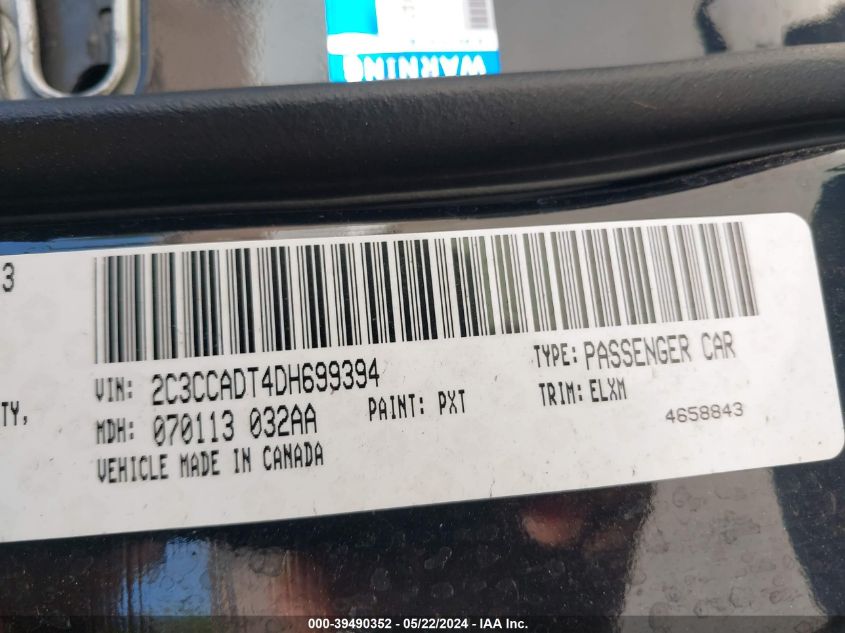 WARNING
3
VIN: 2C3CCADT4DH699394
TYPE: PASSENGER CAR
TY,
MDH: 070113 032AA
PAINT: PXT
TRIM: ELXM
4658843
VEHICLE MADE IN CANADA
000-39490352 - 05/22/2024 - IAA Inc.